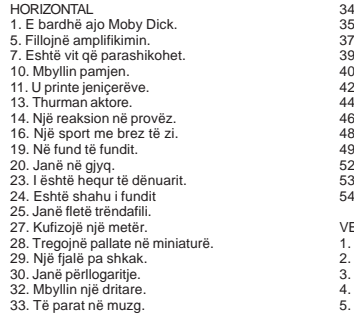 HORIZONTAL
1. E bardhë ajo Moby Dick.
5. Fillojnë amplifikimin.
7. Eshtë vit që parashikohet.
10. Mbyllin pamjen.
11. U printe jeniçerëve.
13. Thurman aktore.
14. Një reaksion në provëz.
16. Një sport me brez të zi.
19. Në fund të fundit.
20. Janë në gjyq.
23. I është hequr të dënuarit.
24. Eshtë shahu i fundit
25. Janë fletë trëndafili.
27. Kufizojë një metër.
28. Tregojnë pallate në miniaturë.
29. Një fjalë pa shkak.
30. Janë përllogaritje.
32. Mbyllin një dritare.
33. Të parat në muzg.
34
35
37
39
40
42
44
46
48
49
52
53
54
VE
1.
2.
3.
4.
5.